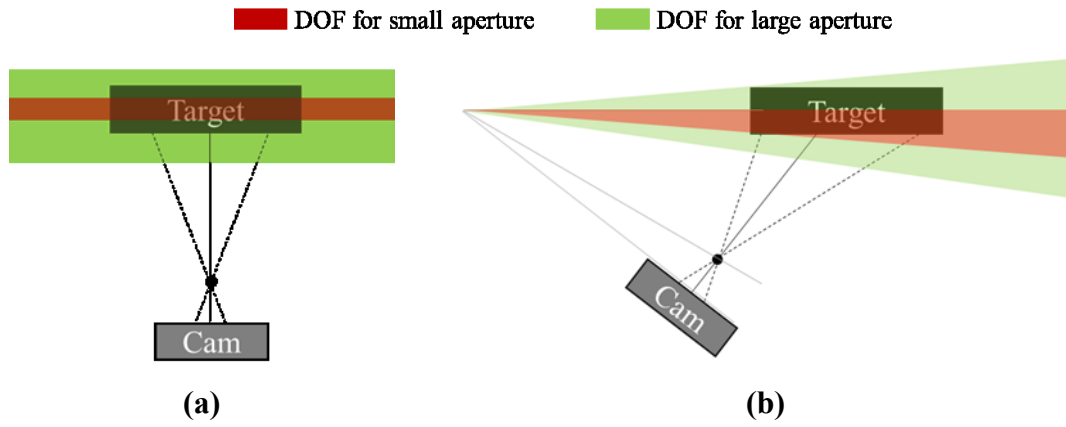 DOF for small aperture
DOF for large aperture
Target
Cam
(a)
Target
Cam
(b)